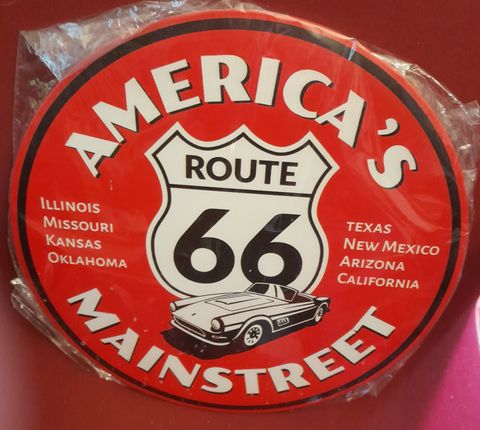 AMERICA'S
ROUTE
66
ILLINOIS
MISSOURI
KANSAS
OKLAHOMA
TEXAS
NEW MEXICO
ARIZONA
CALIFORNIA
MAINSTREET